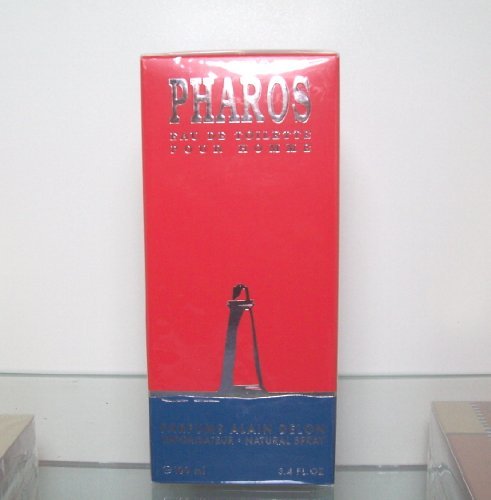 PHAROS
EAU DE TOILETTE
POUR HOMME
PARFUMS ALAIN DELON
VAPORISATEUR · NATURAL SPRAY
℮ 100 ml 3.4 FL.OZ